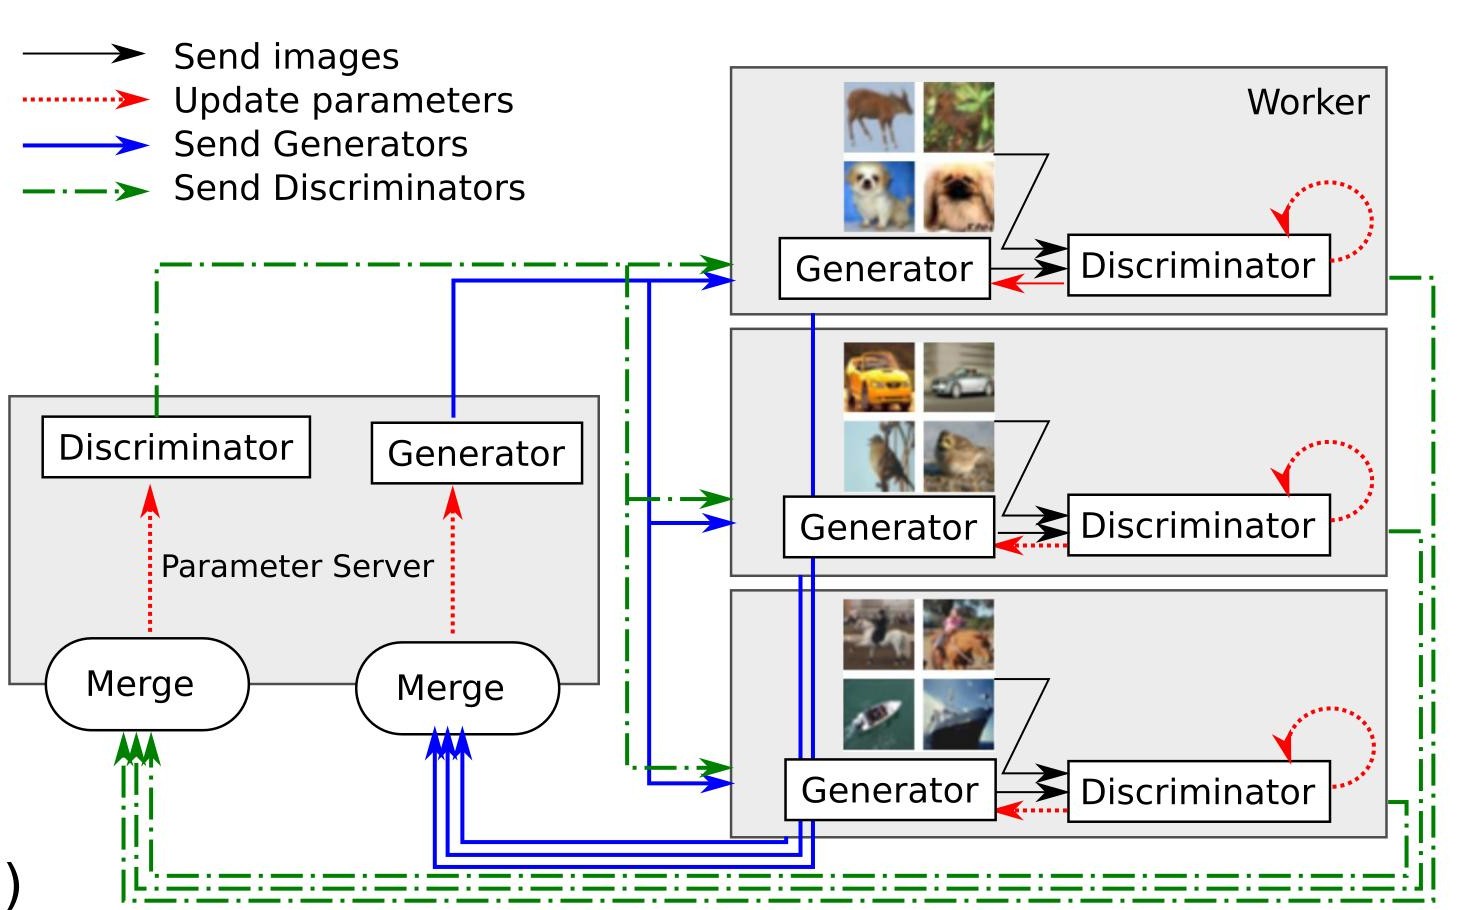 Send images
Update parameters
Send Generators
Send Discriminators
Worker
Generator
Discriminator
Discriminator
Generator
Parameter Server
Generator
Discriminator
Merge
Merge
Generator
Discriminator
)